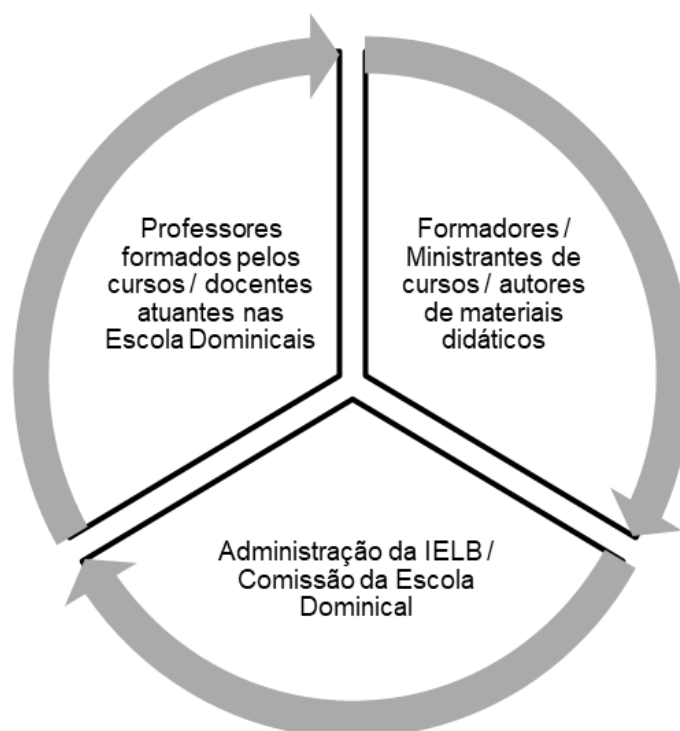 Professores
formados pelos
cursos / docentes
atuantes nas
Escola Dominicais
Formadores /
Ministrantes de
cursos / autores
de materiais
didáticos
Administração da IELB /
Comissão da Escola
Dominical